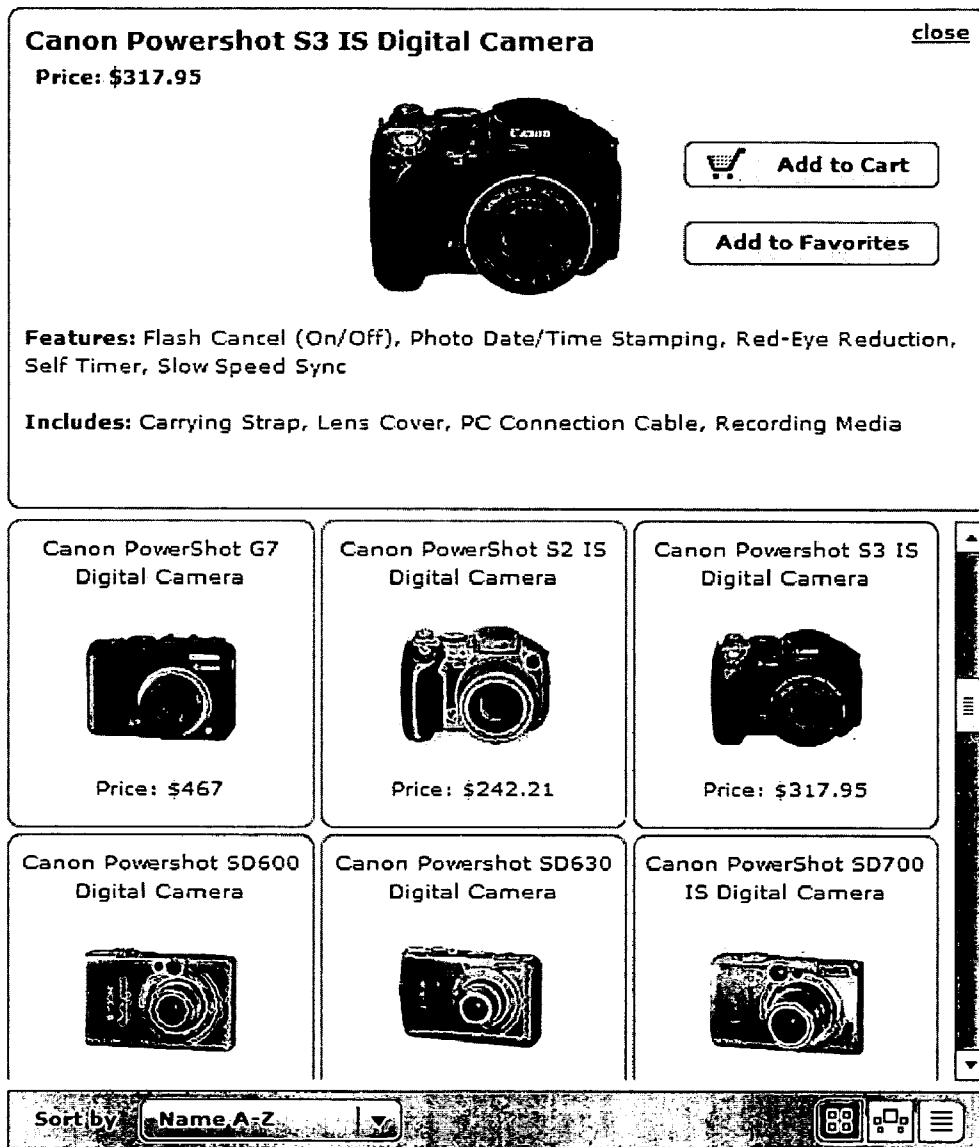 Canon Powershot S3 IS Digital Camera
close
Price: $317.95
Canon
Add to Cart
Add to Favorites
Features: Flash Cancel (On/Off), Photo Date/Time Stamping, Red-Eye Reduction,
Self Timer, Slow Speed Sync
Includes: Carrying Strap, Lens Cover, PC Connection Cable, Recording Media
Canon PowerShot G7
Digital Camera
Price: $467
Canon PowerShot S2 IS
Digital Camera
Price: $242.21
Canon Powershot S3 IS
Digital Camera
Price: $317.95
Canon Powershot SD600
Digital Camera
Canon Powershot SD630
Digital Camera
Canon PowerShot SD700
IS Digital Camera
Sort by
Name A-Z